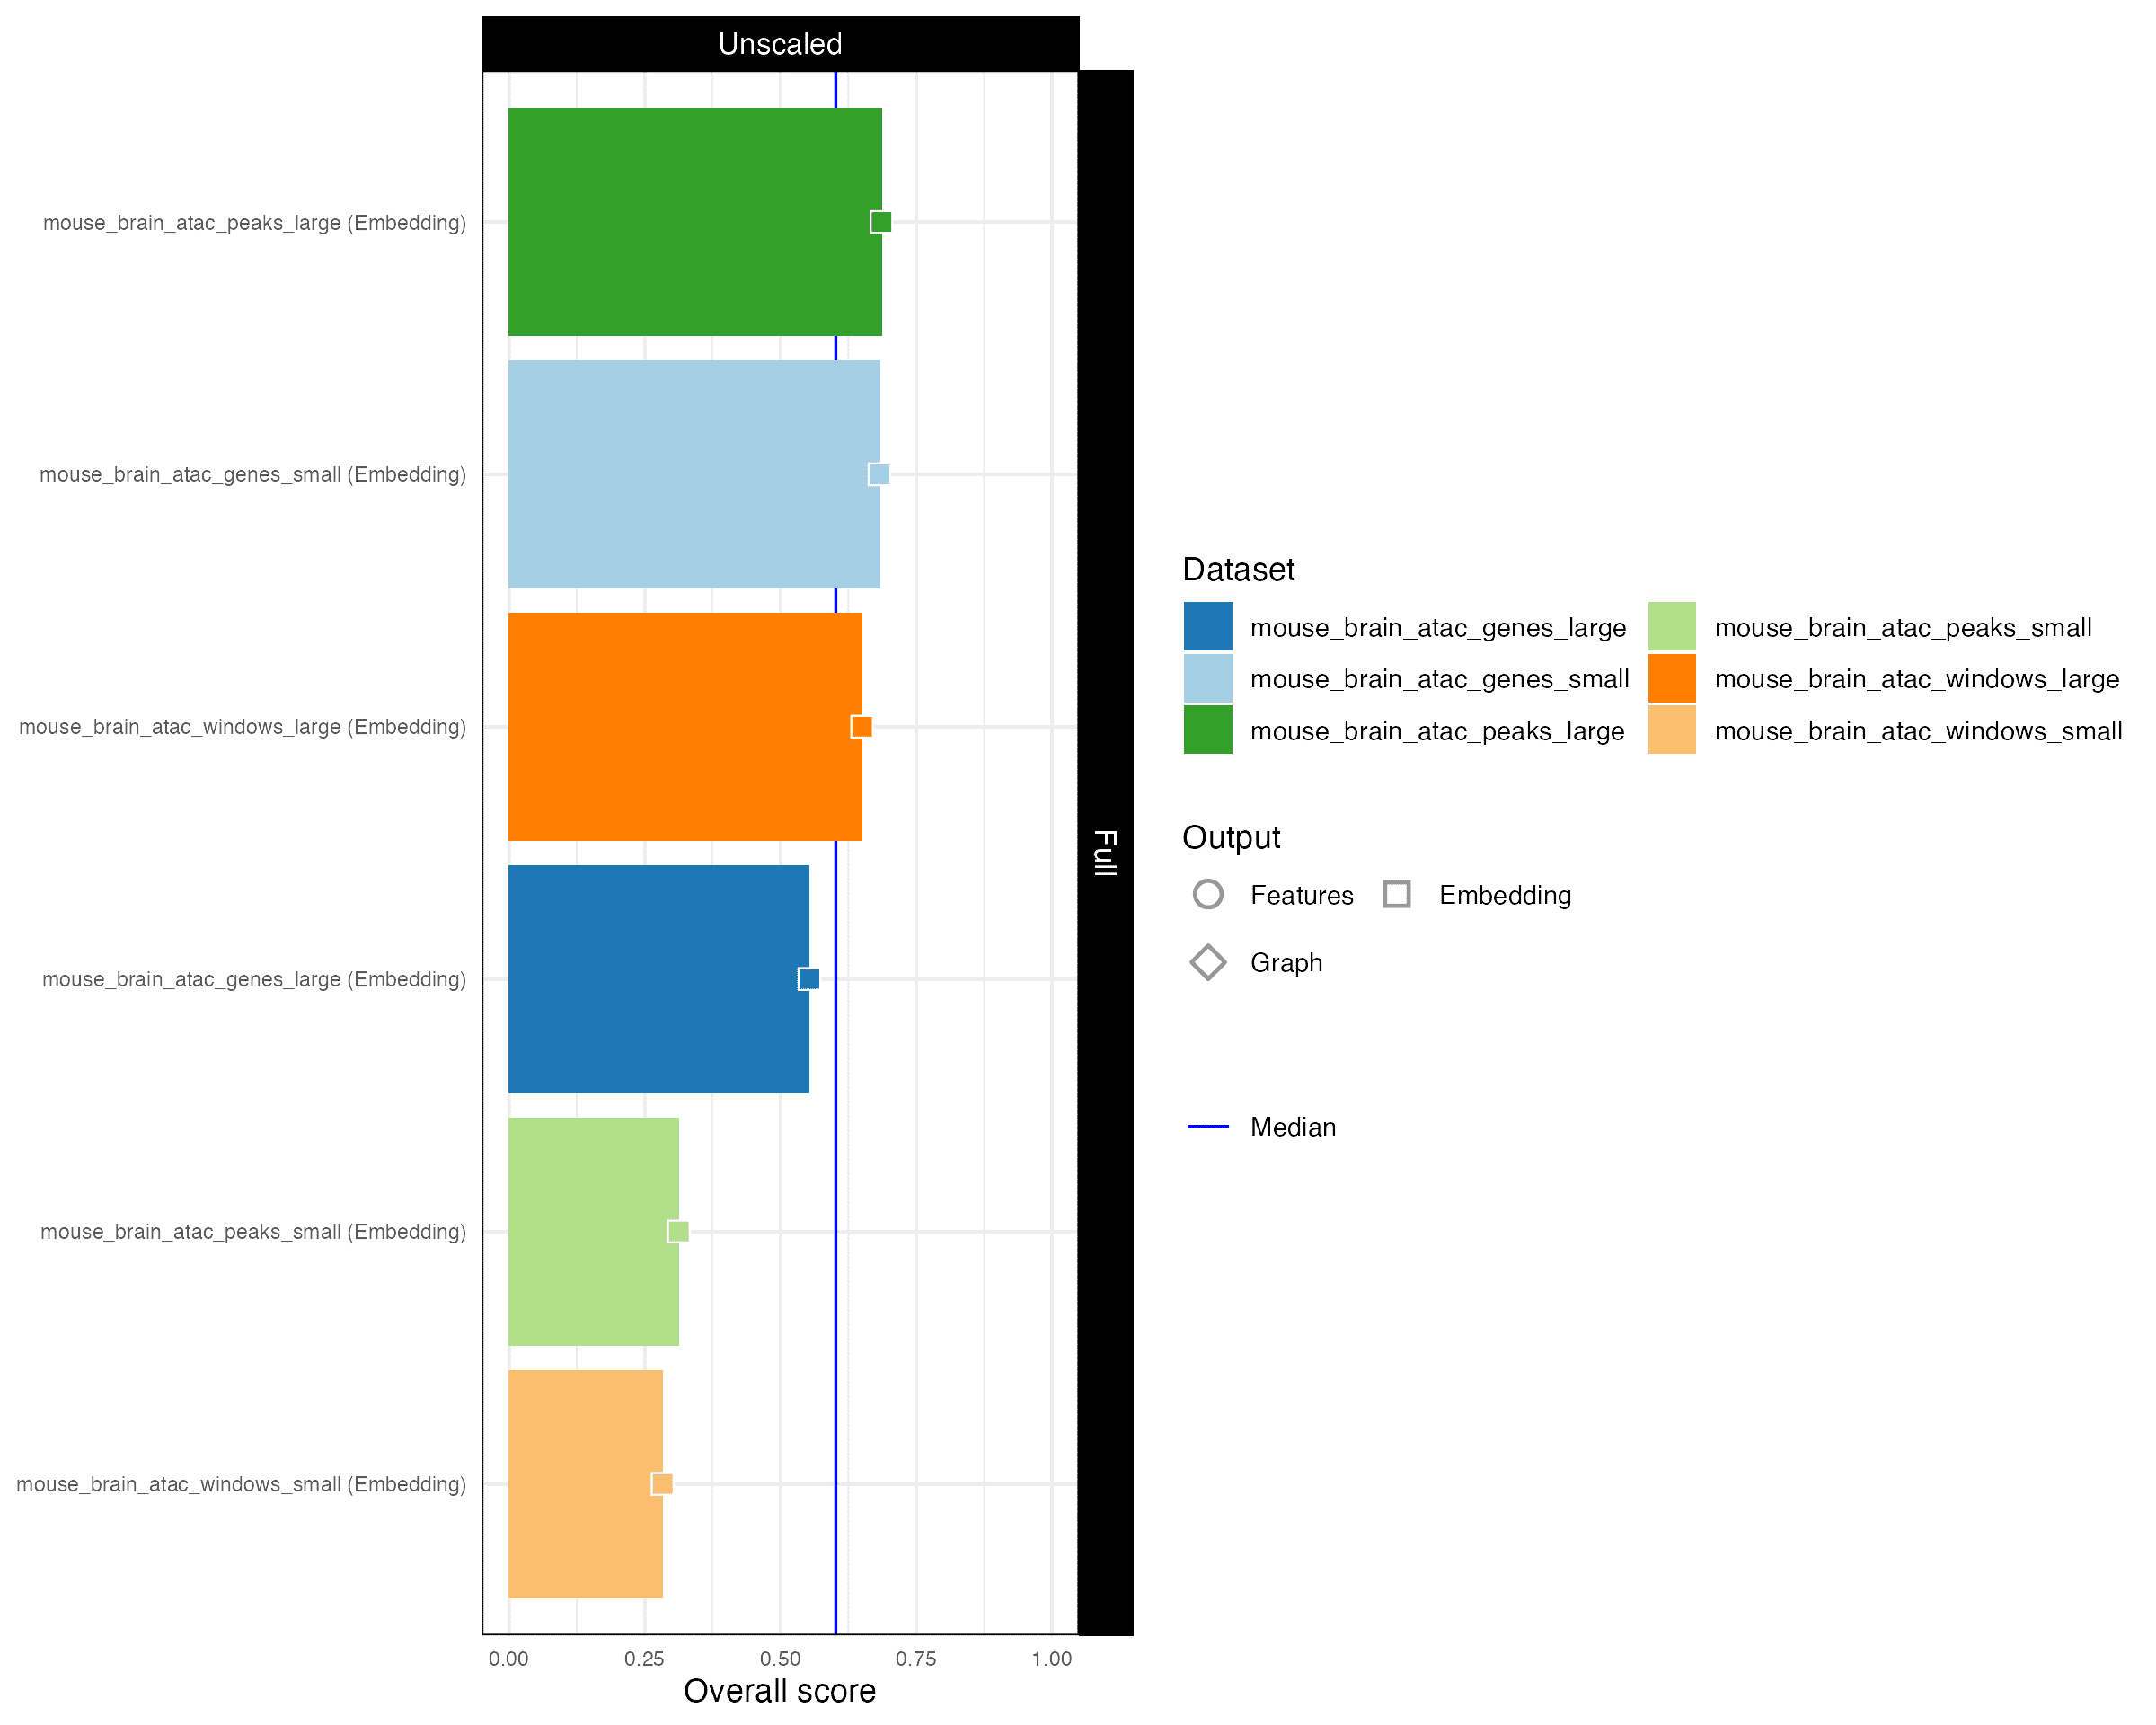 Unscaled
mouse_brain_atac_peaks_large (Embedding)
mouse_brain_atac_genes_small (Embedding)
mouse_brain_atac_windows_large (Embedding)
mouse_brain_atac_genes_large (Embedding)
mouse_brain_atac_peaks_small (Embedding)
mouse_brain_atac_windows_small (Embedding)
0.00 0.25 0.50 0.75 1.00
Overall score
Full
Dataset
mouse_brain_atac_genes_large mouse_brain_atac_peaks_small
mouse_brain_atac_genes_small mouse_brain_atac_windows_large
mouse_brain_atac_peaks_large mouse_brain_atac_windows_small
Output
Features Embedding
Graph
Median